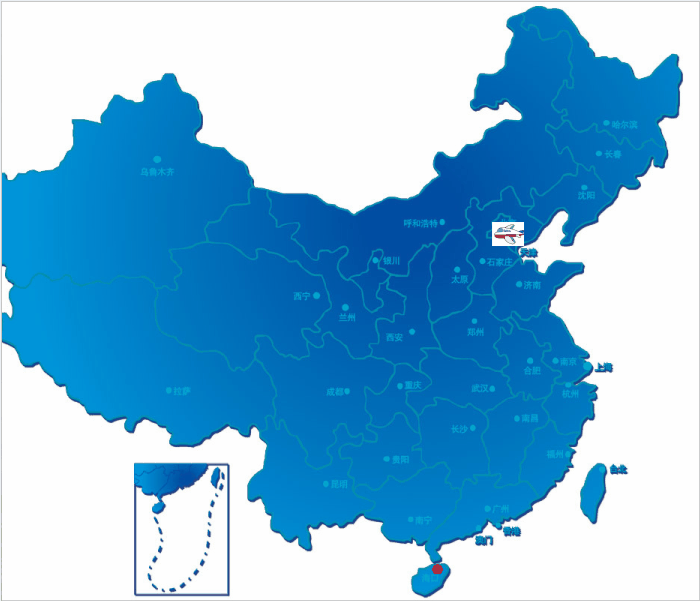 哈尔滨
长春
乌鲁木齐
沈阳
呼和浩特
天津
银川
石家庄
太原
济南
西宁
兰州
郑州
西安
南京
上海
合肥
重庆
武汉
杭州
拉萨
成都
南昌
长沙
福州
贵阳
台北
昆明
广州
南宁
香港
澳门